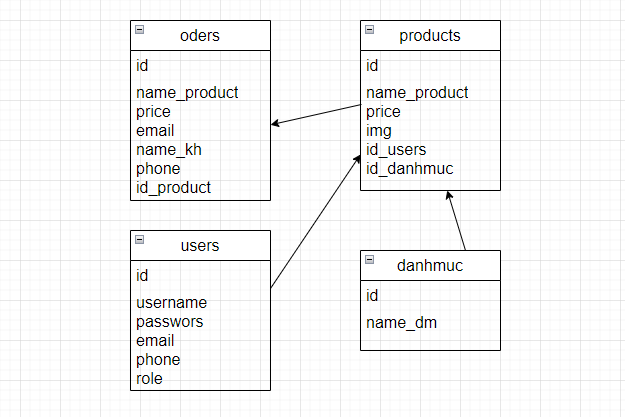 oders
id
name_product
price
email
name_kh
phone
id_product
products
id
name_product
price
img
id_users
id_danhmuc
users
id
username
passwors
email
phone
role
danhmuc
id
name_dm